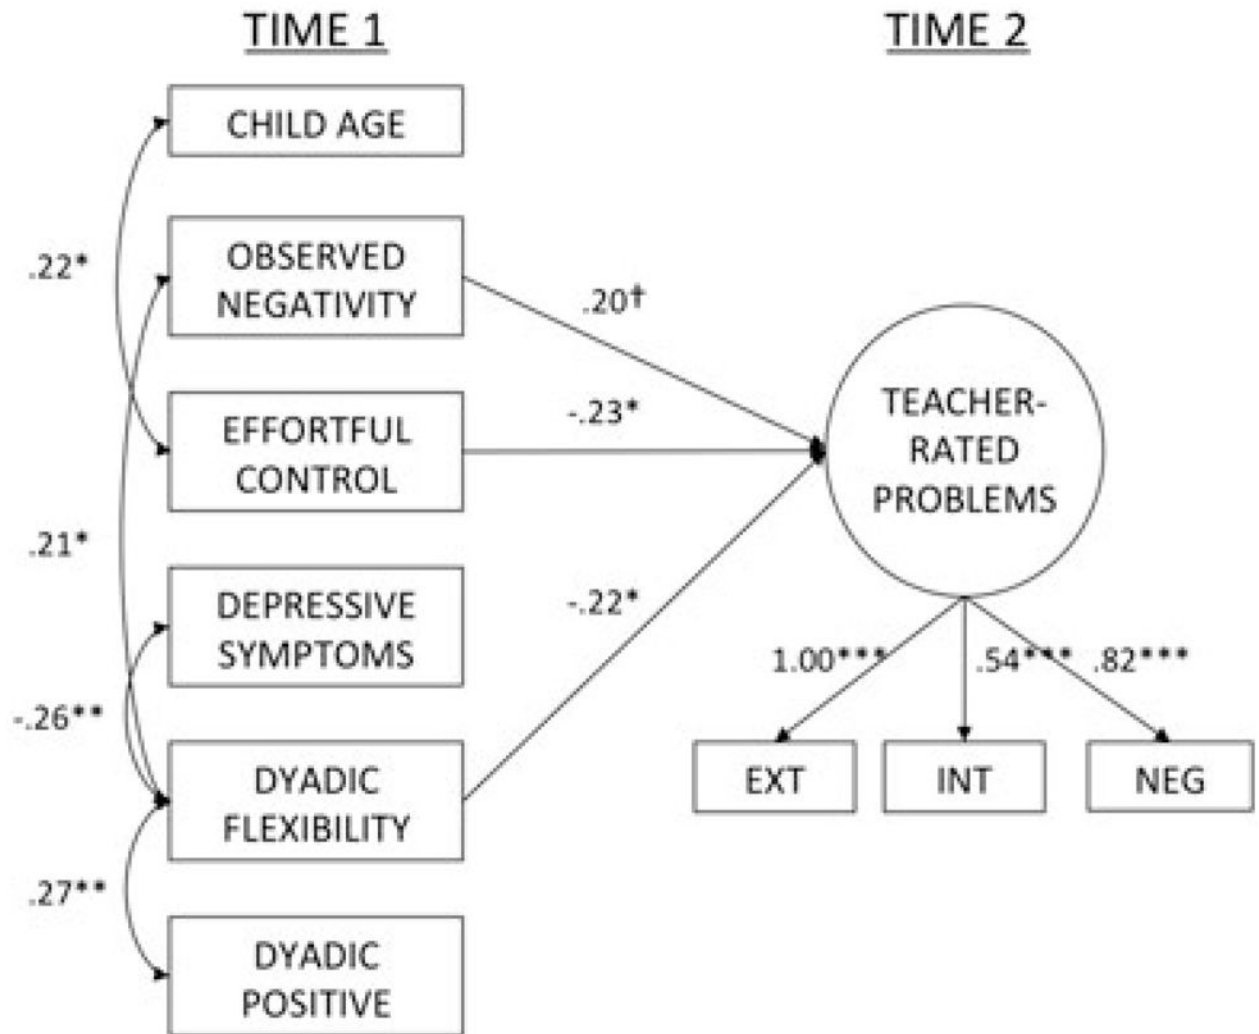 TIME 1
TIME 2
CHILD AGE
OBSERVED
NEGATIVITY
.22*
.20†
EFFORTFUL
CONTROL
-.23*
TEACHER-
RATED
PROBLEMS
.21*
DEPRESSIVE
SYMPTOMS
-.22*
1.00***
.54***
.82***
-.26**
DYADIC
FLEXIBILITY
EXT
INT
NEG
.27**
DYADIC
POSITIVE